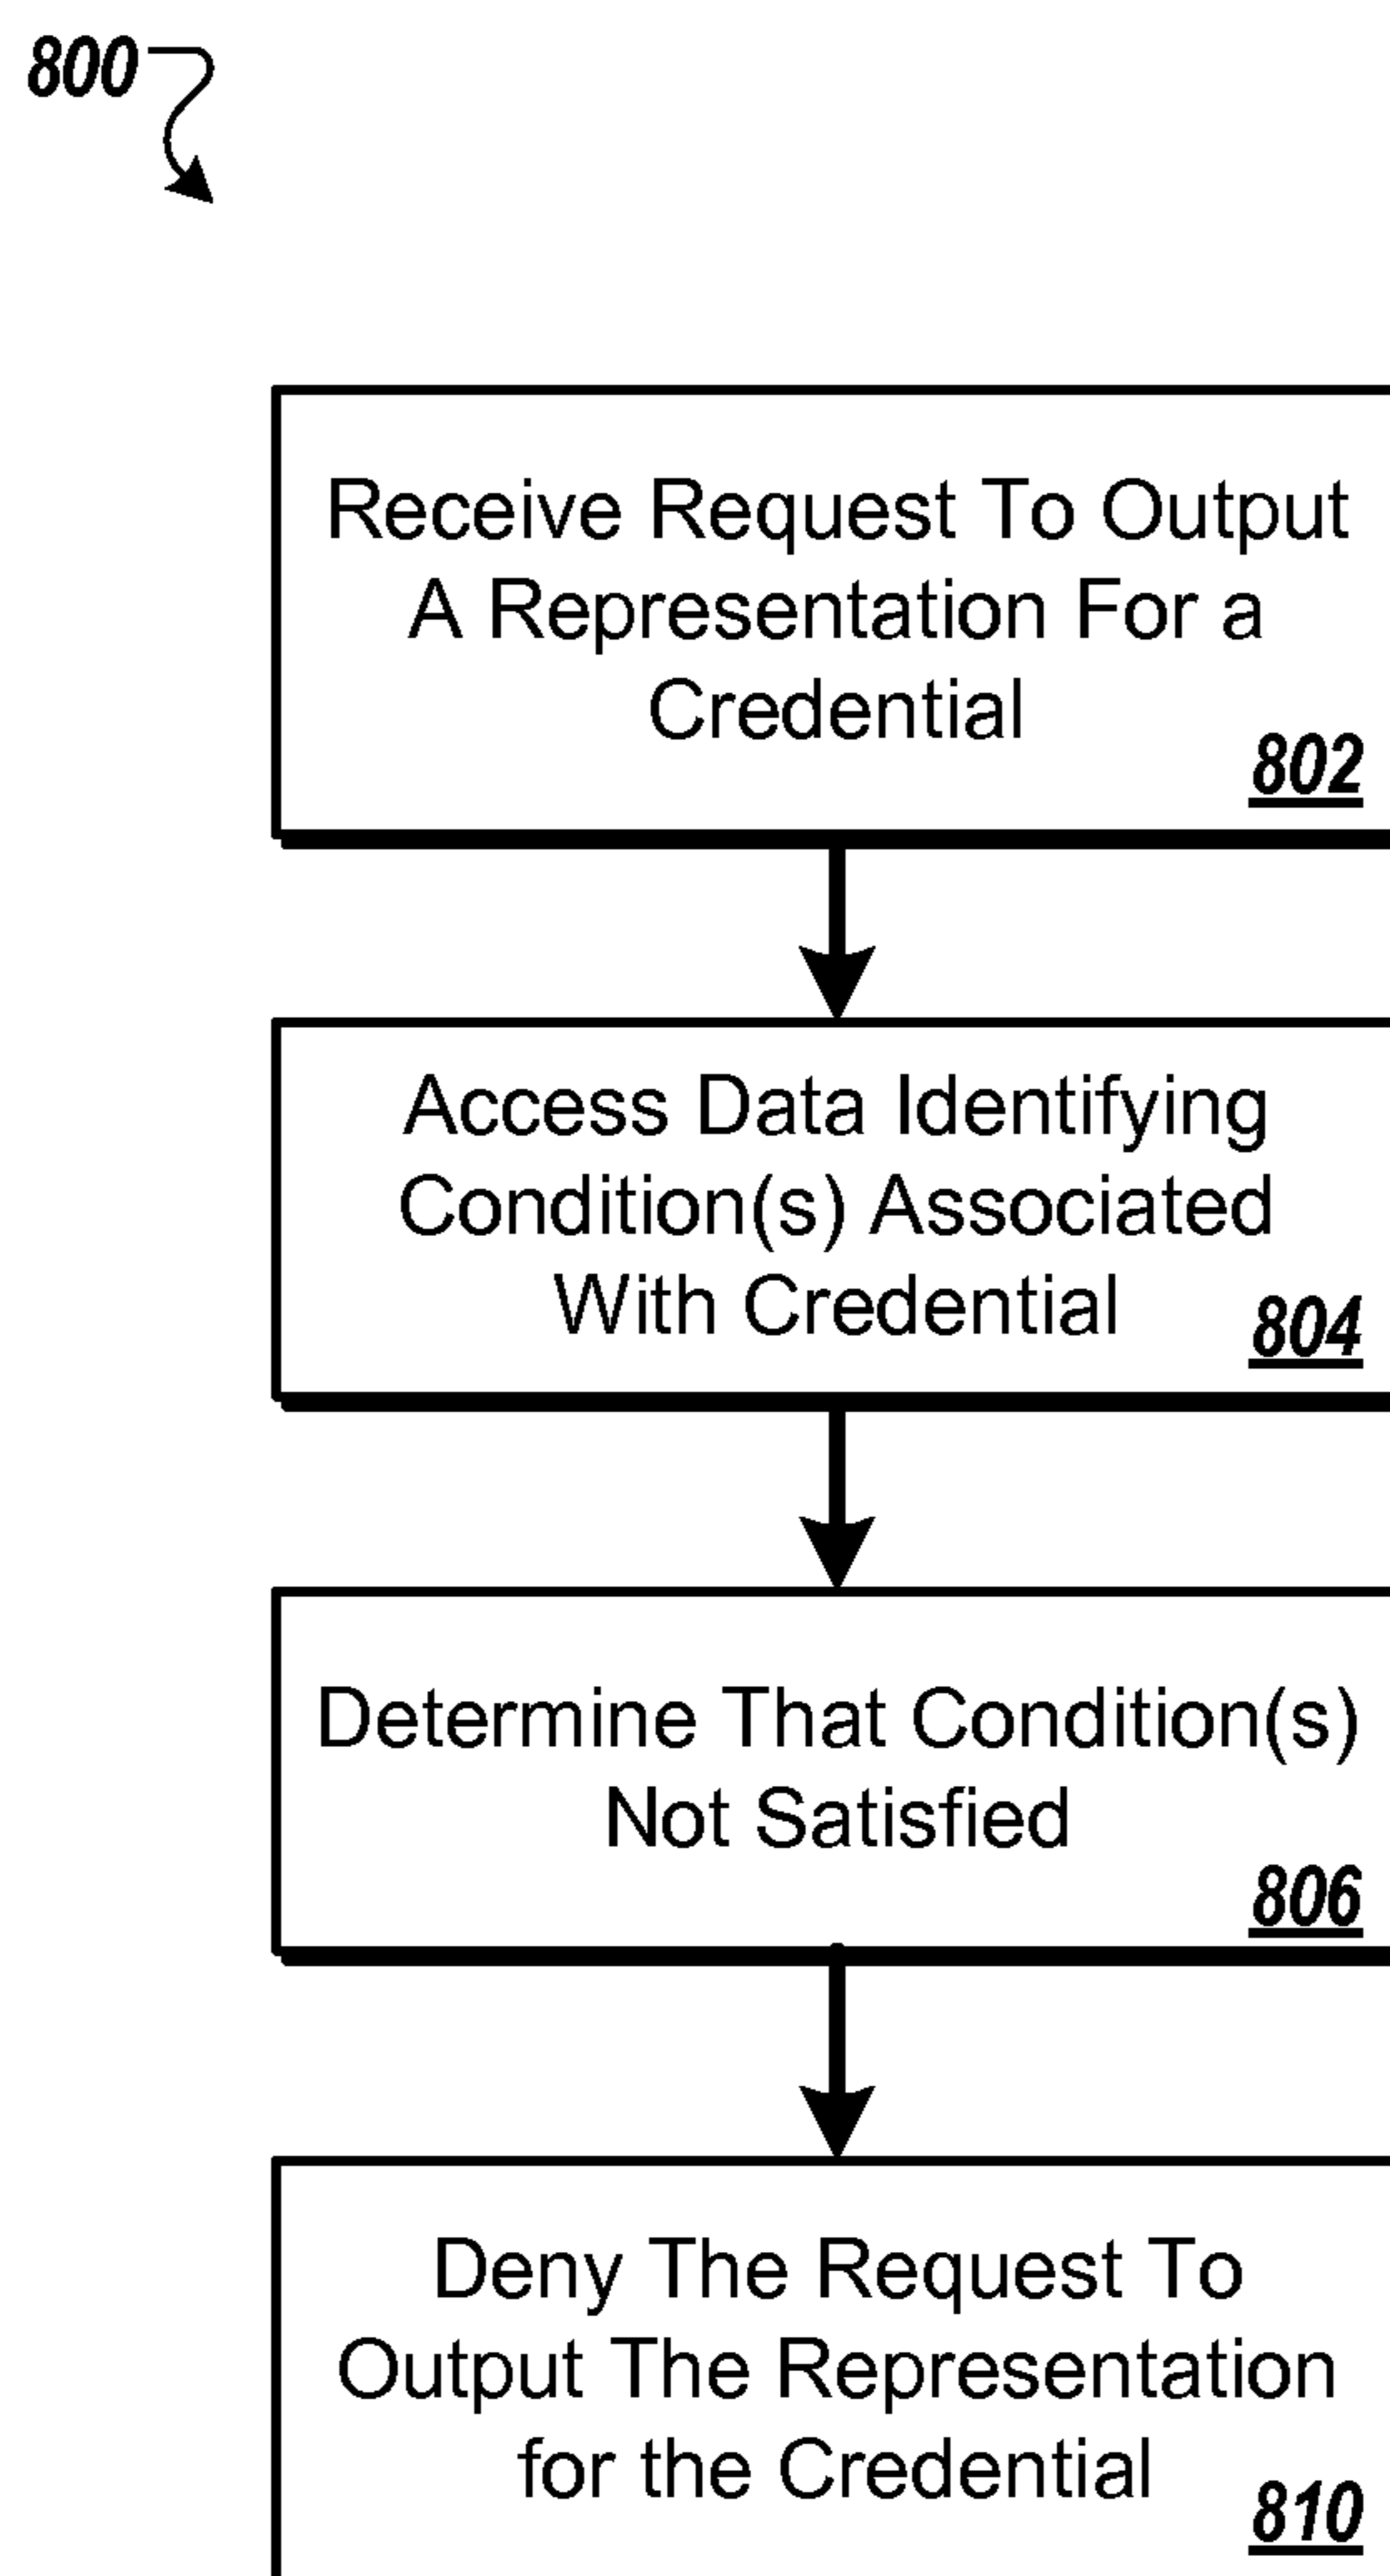 800
Receive Request To Output
A Representation For a
Credential
802
Access Data Identifying
Condition(s) Associated
With Credential
804
Determine That Condition(s)
Not Satisfied
806
Deny The Request To
Output The Representation
for the Credential
810